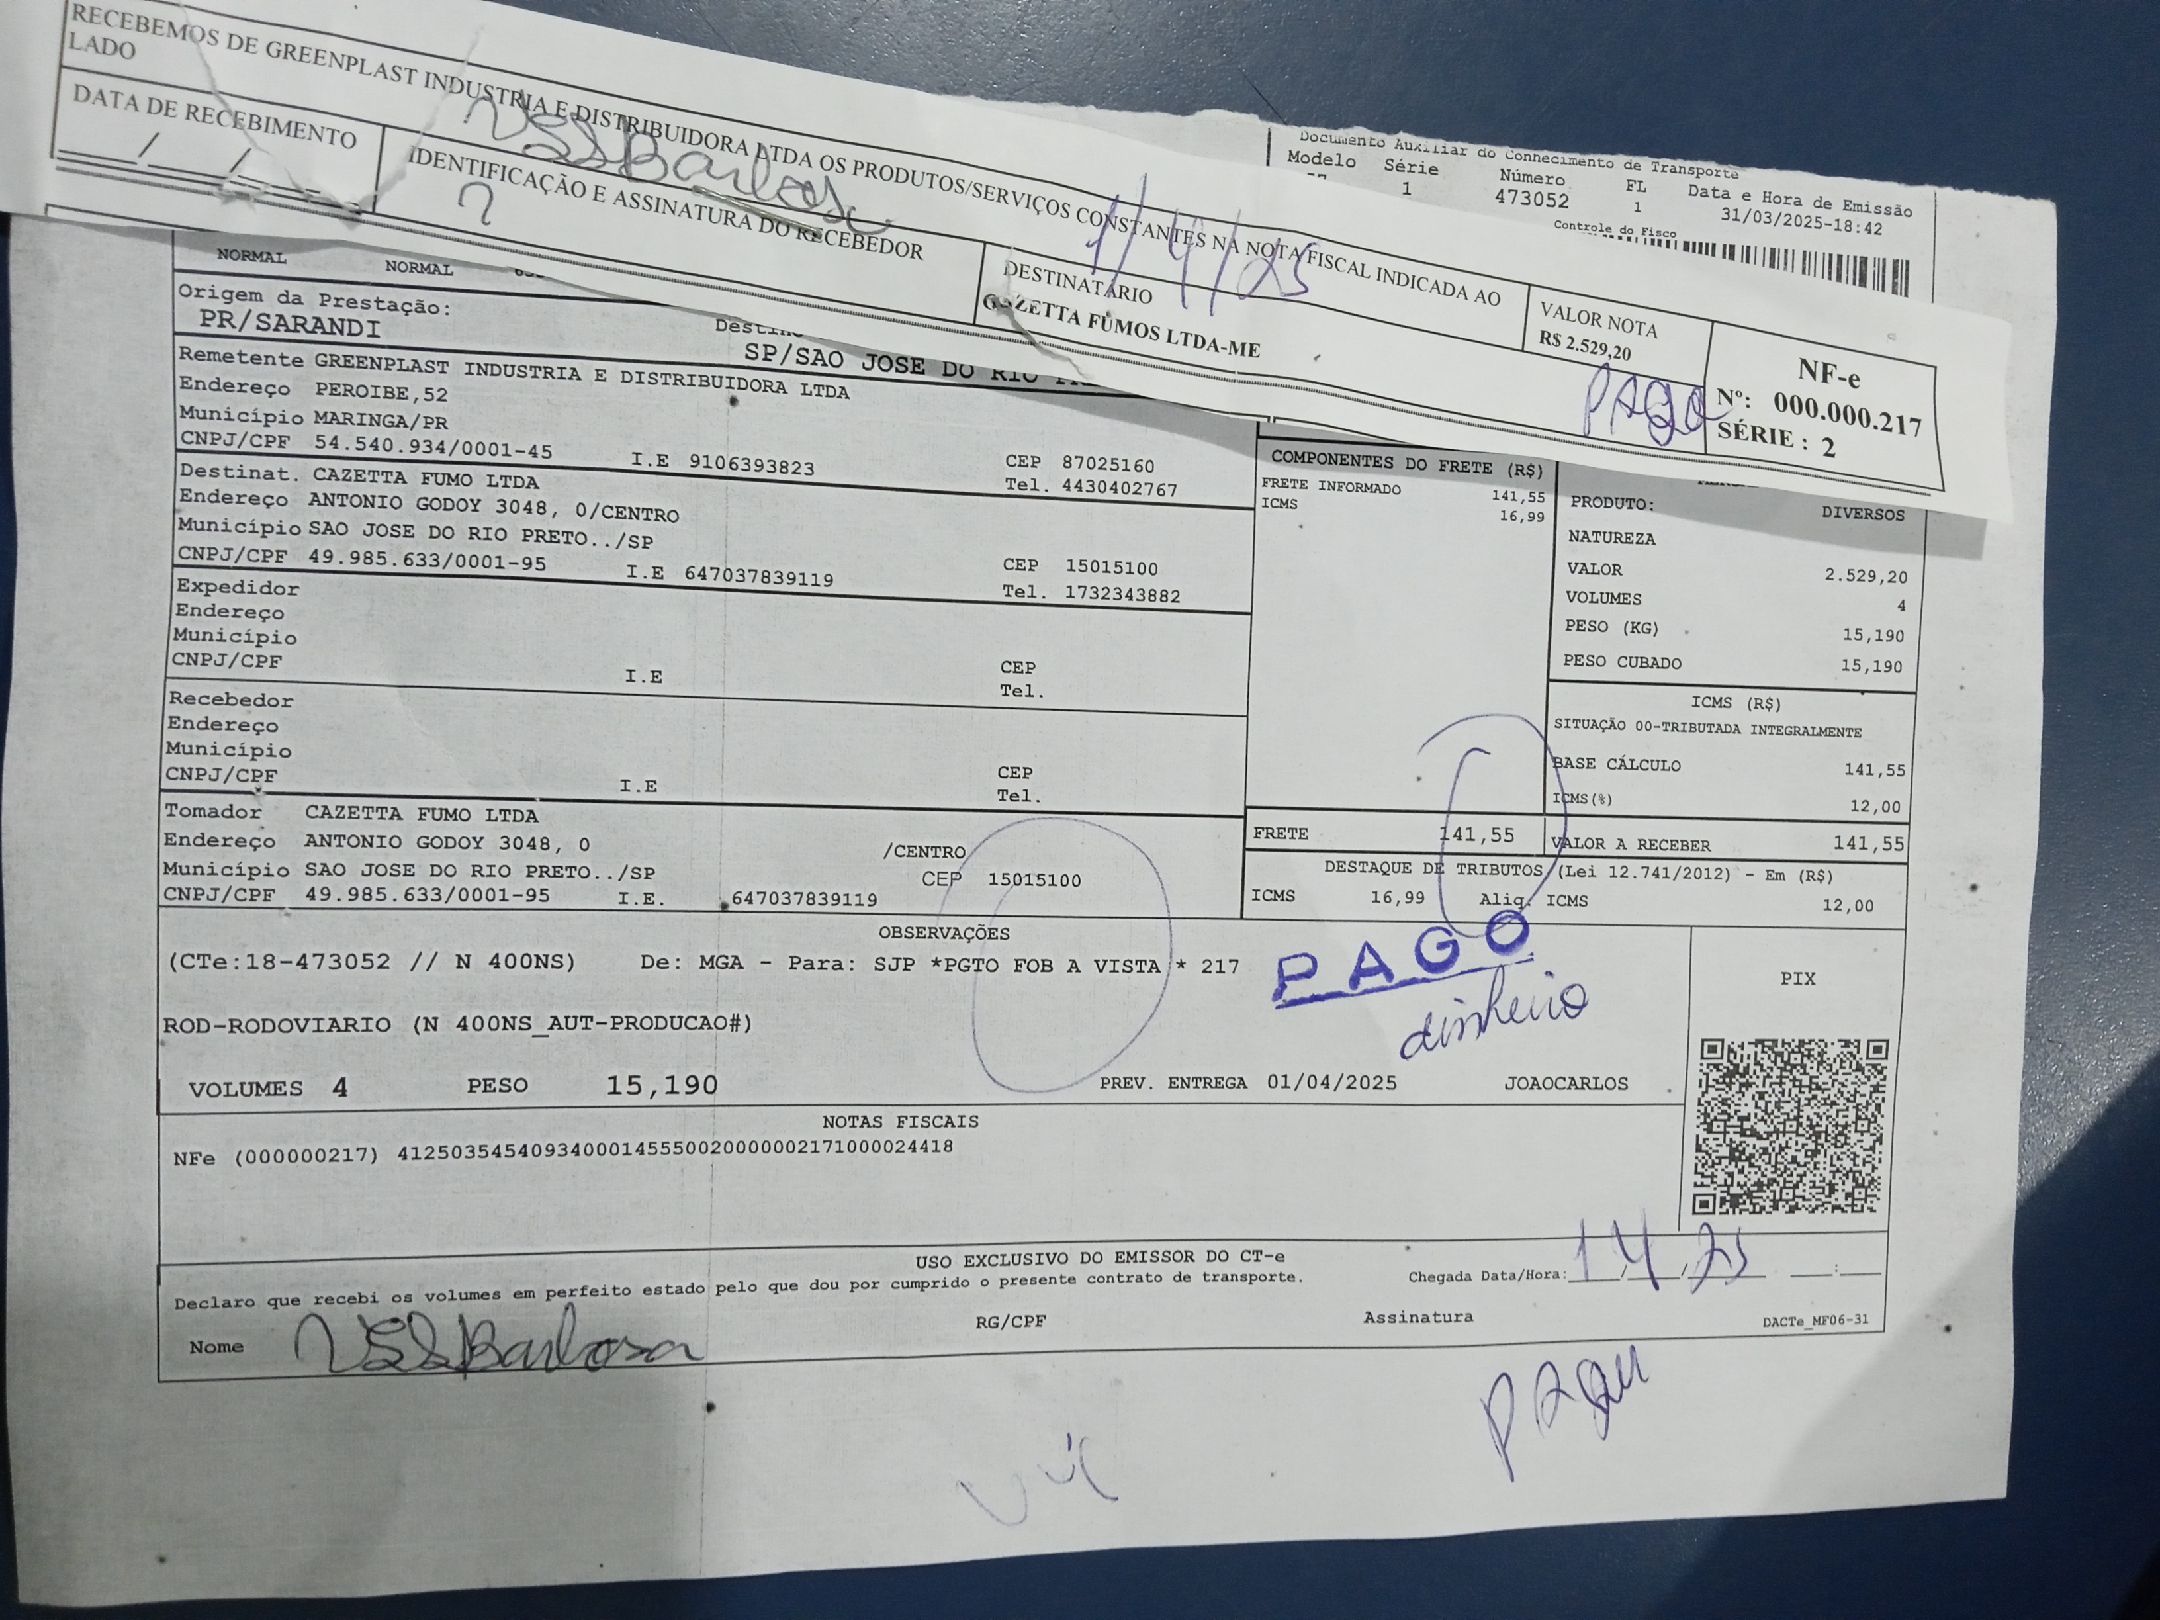 RECEBEMOS DE GREENPLAST INDUSTRIA E DISTRIBUIDORA LTDA OS PRODUTOS/SERVIÇOS CONSTANTES NA NOTA FISCAL INDICADA AO
LADO
DATA DE RECEBIMENTO
IDENTIFICAÇÃO E ASSINATURA DO RECEBEDOR
Barbosa
1/4/25
DESTINATÁRIO
CAZETTA FUMOS LTDA-ME
VALOR NOTA
R$ 2.529,20
PAGO
NF-e
Nº: 000.000.217
SÉRIE : 2
Documento Auxiliar do Conhecimento de Transporte
Modelo Série Número FL Data e Hora de Emissão
1 473052 1 31/03/2025-18:42
Controle do Fisco
NORMAL NORMAL
Origem da Prestação:
PR/SARANDI
SP/SAO JOSE DO RIO
Remetente GREENPLAST INDUSTRIA E DISTRIBUIDORA LTDA
Endereço PEROIBE,52
Município MARINGA/PR
CNPJ/CPF 54.540.934/0001-45 I.E 9106393823
CEP 87025160
Tel. 4430402767
Destinat. CAZETTA FUMO LTDA
Endereço ANTONIO GODOY 3048, 0/CENTRO
Município SAO JOSE DO RIO PRETO../SP
CNPJ/CPF 49.985.633/0001-95 I.E 647037839119
CEP 15015100
Tel. 1732343882
Expedidor
Endereço
Município
CNPJ/CPF I.E
CEP
Tel.
Recebedor
Endereço
Município
CNPJ/CPF I.E
CEP
Tel.
Tomador CAZETTA FUMO LTDA
Endereço ANTONIO GODOY 3048, 0 /CENTRO
Município SAO JOSE DO RIO PRETO../SP CEP 15015100
CNPJ/CPF 49.985.633/0001-95 I.E. 647037839119
COMPONENTES DO FRETE (R$)
FRETE INFORMADO 141,55
ICMS 16,99
PRODUTO: DIVERSOS
NATUREZA
VALOR 2.529,20
VOLUMES 4
PESO (KG) 15,190
PESO CUBADO 15,190
ICMS (R$)
SITUAÇÃO 00-TRIBUTADA INTEGRALMENTE
BASE CÁLCULO 141,55
ICMS(%) 12,00
FRETE 141,55 VALOR A RECEBER 141,55
DESTAQUE DE TRIBUTOS (Lei 12.741/2012) - Em (R$)
ICMS 16,99 Aliq. ICMS 12,00
OBSERVAÇÕES
(CTe:18-473052 // N 400NS) De: MGA - Para: SJP *PGTO FOB A VISTA * 217
PAGO
dinheiro
PIX
ROD-RODOVIARIO (N 400NS_AUT-PRODUCAO#)
VOLUMES 4 PESO 15,190 PREV. ENTREGA 01/04/2025 JOAOCARLOS
NOTAS FISCAIS
NFe (000000217) 41250354540934000145550020000002171000024418
USO EXCLUSIVO DO EMISSOR DO CT-e
Declaro que recebi os volumes em perfeito estado pelo que dou por cumprido o presente contrato de transporte.
Chegada Data/Hora: 1/4/25 :
Nome Barbosa RG/CPF Assinatura DACTe_MF06-31